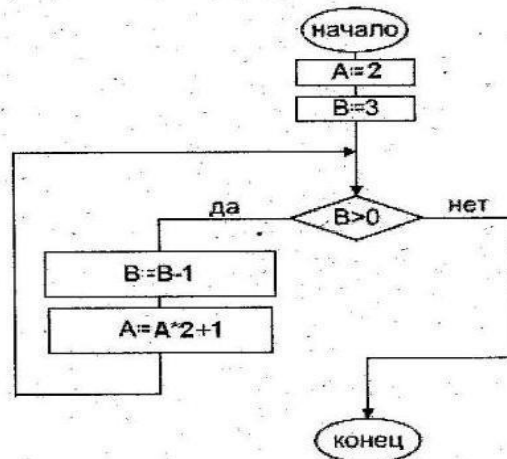 начало
A:=2
B:=3
B>0
да
нет
B:=B-1
A:=A*2+1
конец